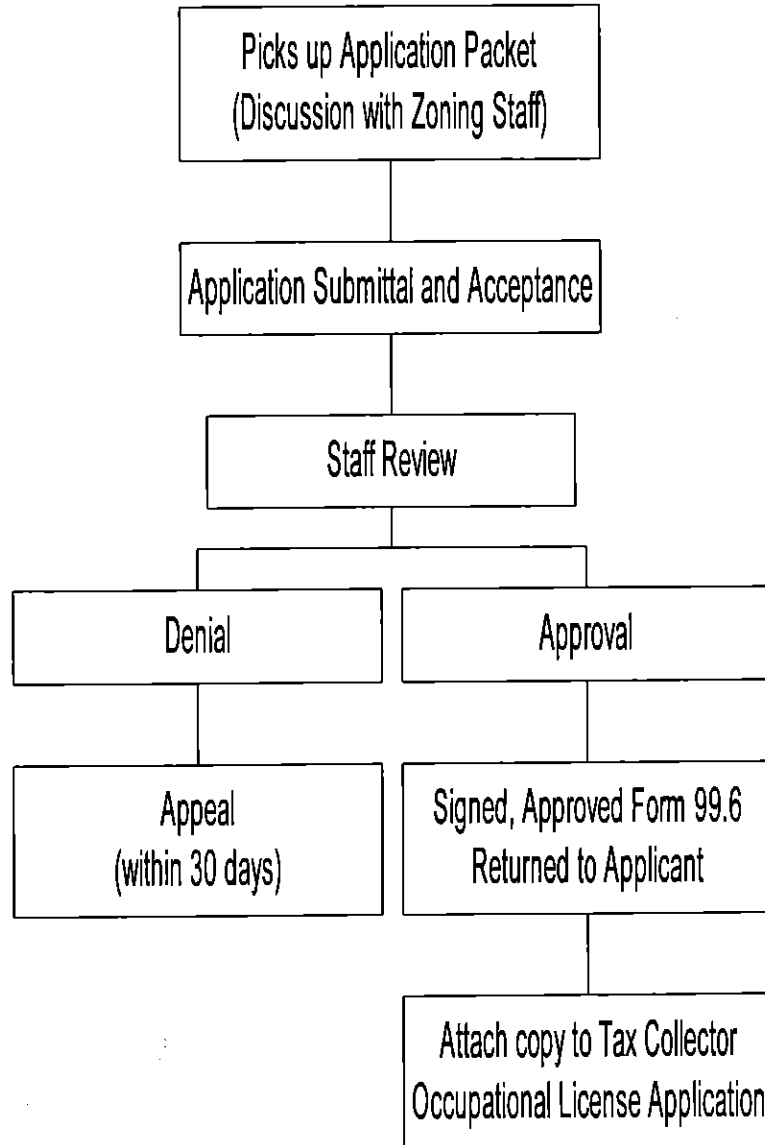 Picks up Application Packet
(Discussion with Zoning Staff)
Application Submittal and Acceptance
Staff Review
Denial
Approval
Appeal
(within 30 days)
Signed, Approved Form 99.6
Returned to Applicant
Attach copy to Tax Collector
Occupational License Application